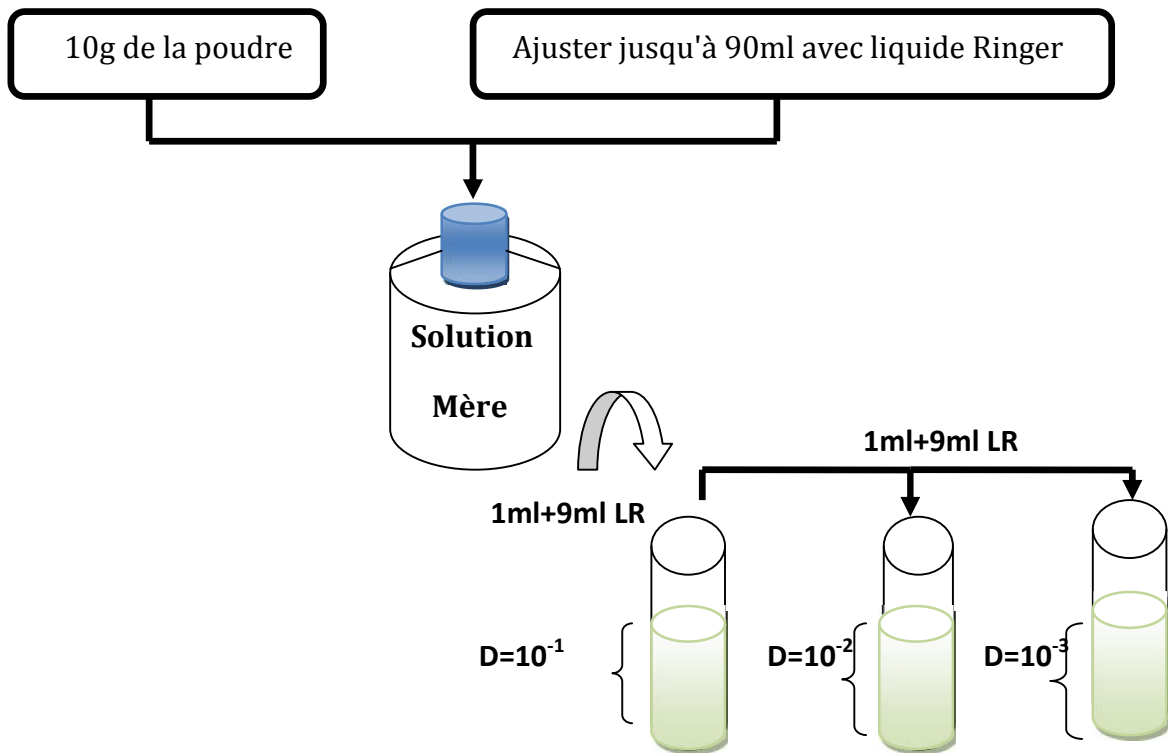 10g de la poudre
Ajuster jusqu'à 90ml avec liquide Ringer
Solution
Mère
1ml+9ml LR
1ml+9ml LR
D=10⁻¹
D=10⁻²
D=10⁻³